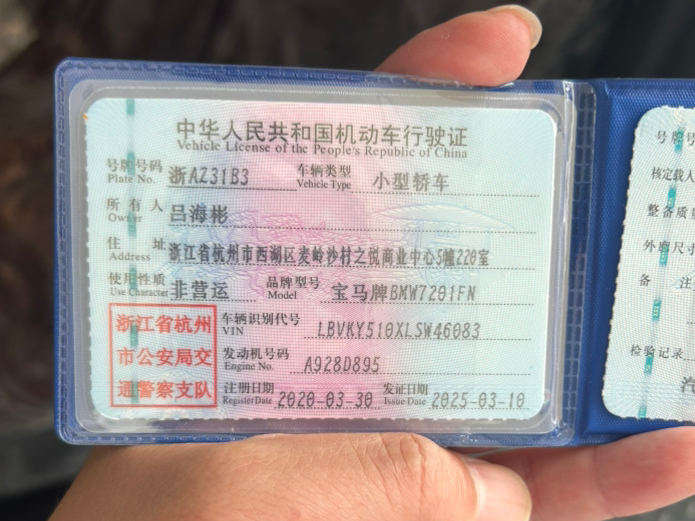 中华人民共和国机动车行驶证
Vehicle License of the People's Republic of China
号牌号码 浙AZ31B3 车辆类型 小型轿车
Plate No. Vehicle Type
所有人 吕海彬
Owner
住址 浙江省杭州市西湖区麦岭沙村之悦商业中心5幢220室
Address
使用性质 非营运 品牌型号 宝马牌BMW7201FN
Use Character Model
浙江省杭州
市公安局交
通警察支队
车辆识别代号 LBVKY510XLSW46083
VIN
发动机号码 A928D895
Engine No.
注册日期 2020-03-30 发证日期 2025-03-10
Register Date Issue Date
号牌号
核定载人
整备质
外廓尺寸
备 注
检验记录